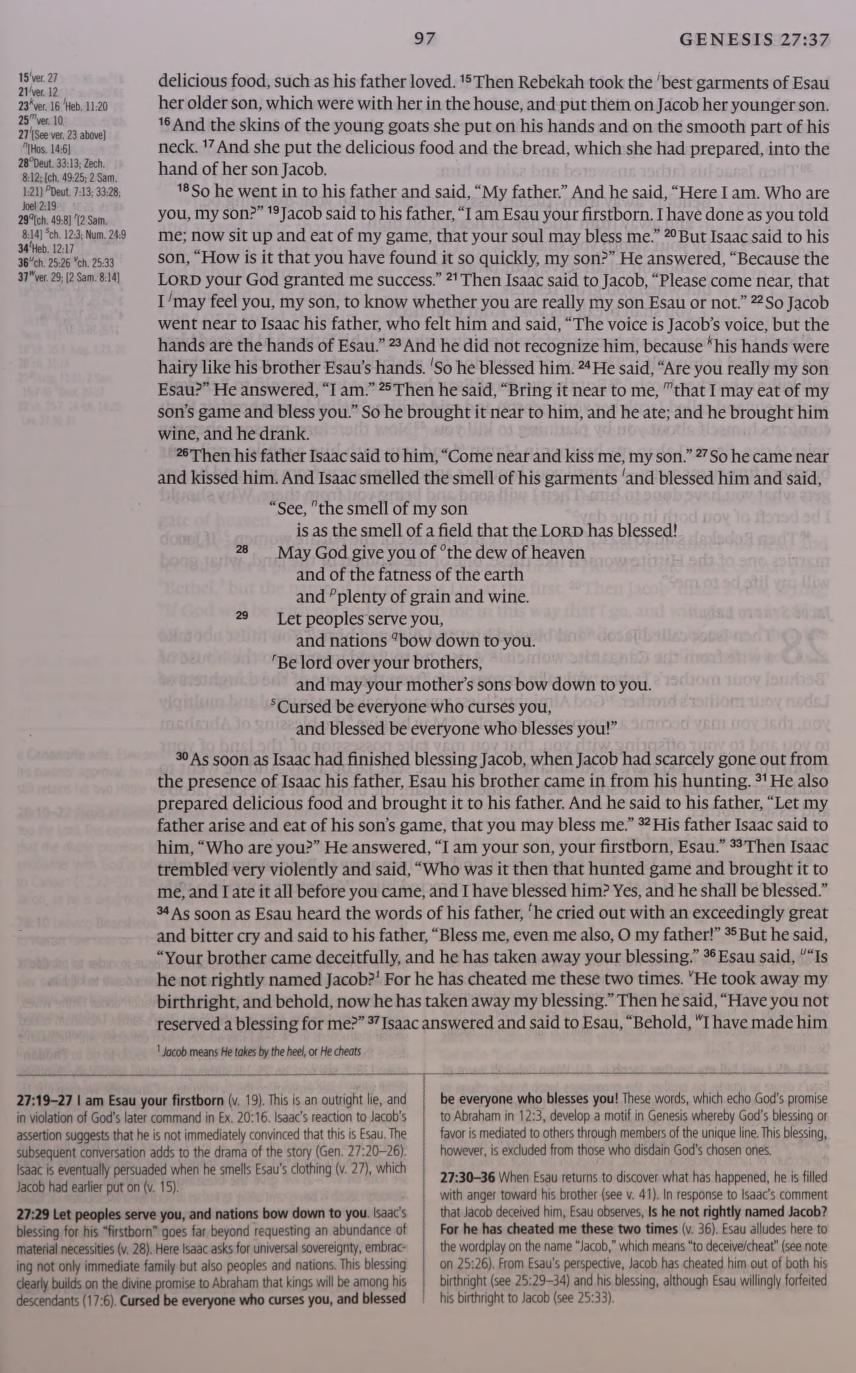 97
GENESIS 27:37
15 i ver. 27
21 j ver. 12
23 k ver. 16 l Heb. 11:20
25 m ver. 10
27 l [See ver. 23 above]
n [Hos. 14:6]
28 o Deut. 33:13; Zech.
8:12; [ch. 49:25; 2 Sam.
1:21] p Deut. 7:13; 33:28;
Joel 2:19
29 q [ch. 49:8] r [2 Sam.
8:14] s ch. 12:3; Num. 24:9
34 t Heb. 12:17
36 u ch. 25:26 v ch. 25:33
37 w ver. 29; [2 Sam. 8:14]
delicious food, such as his father loved. 15 Then Rebekah took the i best garments of Esau
her older son, which were with her in the house, and put them on Jacob her younger son.
16 And the skins of the young goats she put on his hands and on the smooth part of his
neck. 17 And she put the delicious food and the bread, which she had prepared, into the
hand of her son Jacob.
18 So he went in to his father and said, “My father.” And he said, “Here I am. Who are
you, my son?” 19 Jacob said to his father, “I am Esau your firstborn. I have done as you told
me; now sit up and eat of my game, that your soul may bless me.” 20 But Isaac said to his
son, “How is it that you have found it so quickly, my son?” He answered, “Because the
LORD your God granted me success.” 21 Then Isaac said to Jacob, “Please come near, that
I j may feel you, my son, to know whether you are really my son Esau or not.” 22 So Jacob
went near to Isaac his father, who felt him and said, “The voice is Jacob’s voice, but the
hands are the hands of Esau.” 23 And he did not recognize him, because k his hands were
hairy like his brother Esau’s hands. l So he blessed him. 24 He said, “Are you really my son
Esau?” He answered, “I am.” 25 Then he said, “Bring it near to me, m that I may eat of my
son’s game and bless you.” So he brought it near to him, and he ate; and he brought him
wine, and he drank.
26 Then his father Isaac said to him, “Come near and kiss me, my son.” 27 So he came near
and kissed him. And Isaac smelled the smell of his garments l and blessed him and said,
“See, n the smell of my son
is as the smell of a field that the LORD has blessed!
28 May God give you of o the dew of heaven
and of the fatness of the earth
and p plenty of grain and wine.
29 Let peoples serve you,
and nations q bow down to you.
r Be lord over your brothers,
and may your mother’s sons bow down to you.
s Cursed be everyone who curses you,
and blessed be everyone who blesses you!”
30 As soon as Isaac had finished blessing Jacob, when Jacob had scarcely gone out from
the presence of Isaac his father, Esau his brother came in from his hunting. 31 He also
prepared delicious food and brought it to his father. And he said to his father, “Let my
father arise and eat of his son’s game, that you may bless me.” 32 His father Isaac said to
him, “Who are you?” He answered, “I am your son, your firstborn, Esau.” 33 Then Isaac
trembled very violently and said, “Who was it then that hunted game and brought it to
me, and I ate it all before you came, and I have blessed him? Yes, and he shall be blessed.”
34 As soon as Esau heard the words of his father, t he cried out with an exceedingly great
and bitter cry and said to his father, “Bless me, even me also, O my father!” 35 But he said,
“Your brother came deceitfully, and he has taken away your blessing.” 36 Esau said, u “Is
he not rightly named Jacob? 1 For he has cheated me these two times. v He took away my
birthright, and behold, now he has taken away my blessing.” Then he said, “Have you not
reserved a blessing for me?” 37 Isaac answered and said to Esau, “Behold, w I have made him
1 Jacob means He takes by the heel, or He cheats
27:19–27 I am Esau your firstborn (v. 19). This is an outright lie, and
in violation of God’s later command in Ex. 20:16. Isaac’s reaction to Jacob’s
assertion suggests that he is not immediately convinced that this is Esau. The
subsequent conversation adds to the drama of the story (Gen. 27:20–26).
Isaac is eventually persuaded when he smells Esau’s clothing (v. 27), which
Jacob had earlier put on (v. 15).
27:29 Let peoples serve you, and nations bow down to you. Isaac’s
blessing for his “firstborn” goes far beyond requesting an abundance of
material necessities (v. 28). Here Isaac asks for universal sovereignty, embrac-
ing not only immediate family but also peoples and nations. This blessing
clearly builds on the divine promise to Abraham that kings will be among his
descendants (17:6). Cursed be everyone who curses you, and blessed
be everyone who blesses you! These words, which echo God’s promise
to Abraham in 12:3, develop a motif in Genesis whereby God’s blessing or
favor is mediated to others through members of the unique line. This blessing,
however, is excluded from those who disdain God’s chosen ones.
27:30–36 When Esau returns to discover what has happened, he is filled
with anger toward his brother (see v. 41). In response to Isaac’s comment
that Jacob deceived him, Esau observes, Is he not rightly named Jacob?
For he has cheated me these two times (v. 36). Esau alludes here to
the wordplay on the name “Jacob,” which means “to deceive/cheat” (see note
on 25:26). From Esau’s perspective, Jacob has cheated him out of both his
birthright (see 25:29–34) and his blessing, although Esau willingly forfeited
his birthright to Jacob (see 25:33).